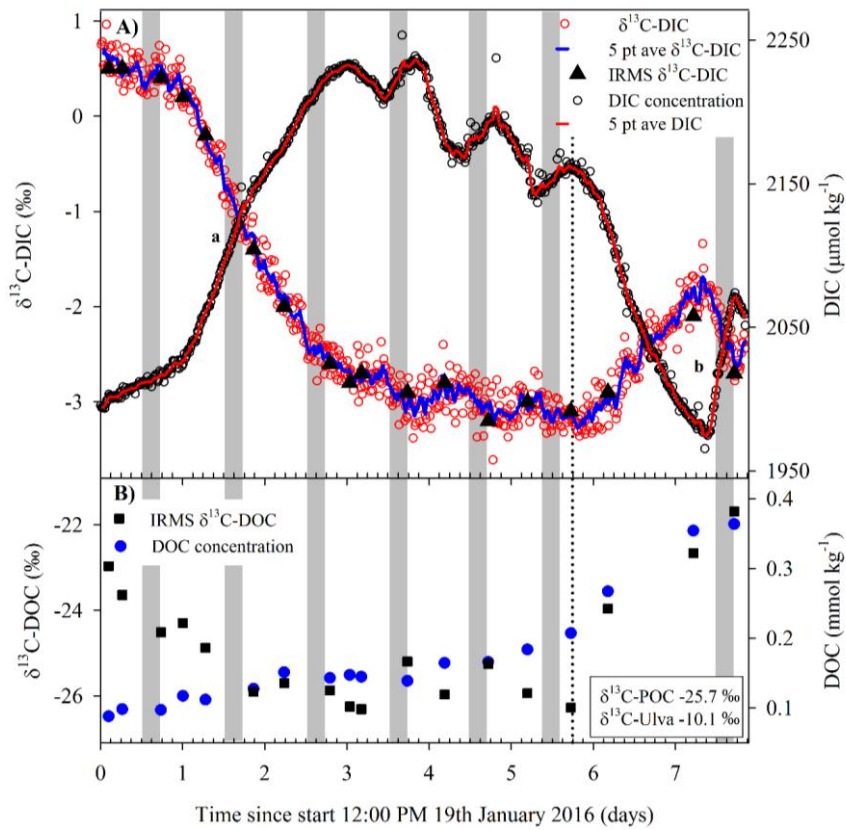 A)
δ¹³C-DIC
5 pt ave δ¹³C-DIC
IRMS δ¹³C-DIC
DIC concentration
5 pt ave DIC
1
0
-1
-2
-3
δ¹³C-DIC (‰)
2250
2150
2050
1950
DIC (µmol kg⁻¹)
a
b
B)
IRMS δ¹³C-DOC
DOC concentration
-22
-24
-26
δ¹³C-DOC (‰)
0.4
0.3
0.2
0.1
DOC (mmol kg⁻¹)
δ¹³C-POC -25.7 ‰
δ¹³C-Ulva -10.1 ‰
0 1 2 3 4 5 6 7
Time since start 12:00 PM 19th January 2016 (days)